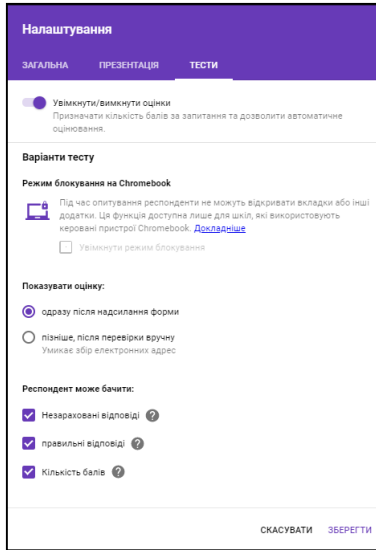 Налаштування
ЗАГАЛЬНА ПРЕЗЕНТАЦІЯ ТЕСТИ
Увімкнути/вимкнути оцінки
Призначати кількість балів за запитання та дозволити автоматичне
оцінювання.
Варіанти тесту
Режим блокування на Chromebook
Під час опитування респонденти не можуть відкривати вкладки або інші
додатки. Ця функція доступна лише для шкіл, які використовують
керовані пристрої Chromebook. Докладніше
Увімкнути режим блокування
Показувати оцінку:
одразу після надсилання форми
пізніше, після перевірки вручну
Умикає збір електронних адрес
Респондент може бачити:
Незараховані відповіді ?
правильні відповіді ?
Кількість балів ?
СКАСУВАТИ ЗБЕРЕГТИ